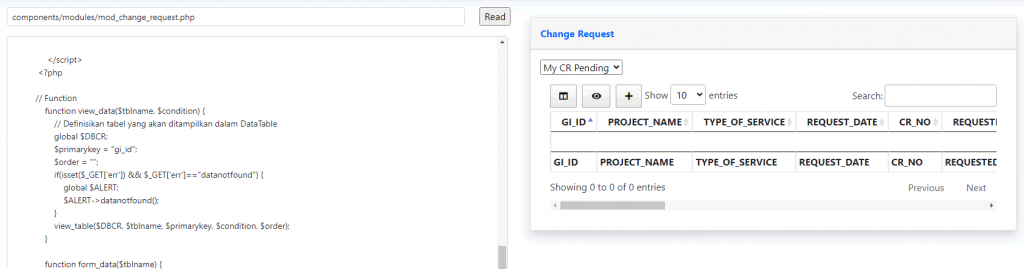 components/modules/mod_change_request.php
Read
</script>
<?php
// Function
function view_data($tblname, $condition) {
// Definisikan tabel yang akan ditampilkan dalam DataTable
global $DBCR;
$primarykey = "gi_id";
$order = "";
if(isset($_GET['err']) && $_GET['err']=="datanotfound") {
global $ALERT;
$ALERT->datanotfound();
}
view_table($DBCR, $tblname, $primarykey, $condition, $order);
}
function form_data($tblname) {
Change Request
My CR Pending
Show 10 entries
Search:
GI_ID PROJECT_NAME TYPE_OF_SERVICE REQUEST_DATE CR_NO REQUESTE
GI_ID PROJECT_NAME TYPE_OF_SERVICE REQUEST_DATE CR_NO REQUESTED
Showing 0 to 0 of 0 entries
Previous Next